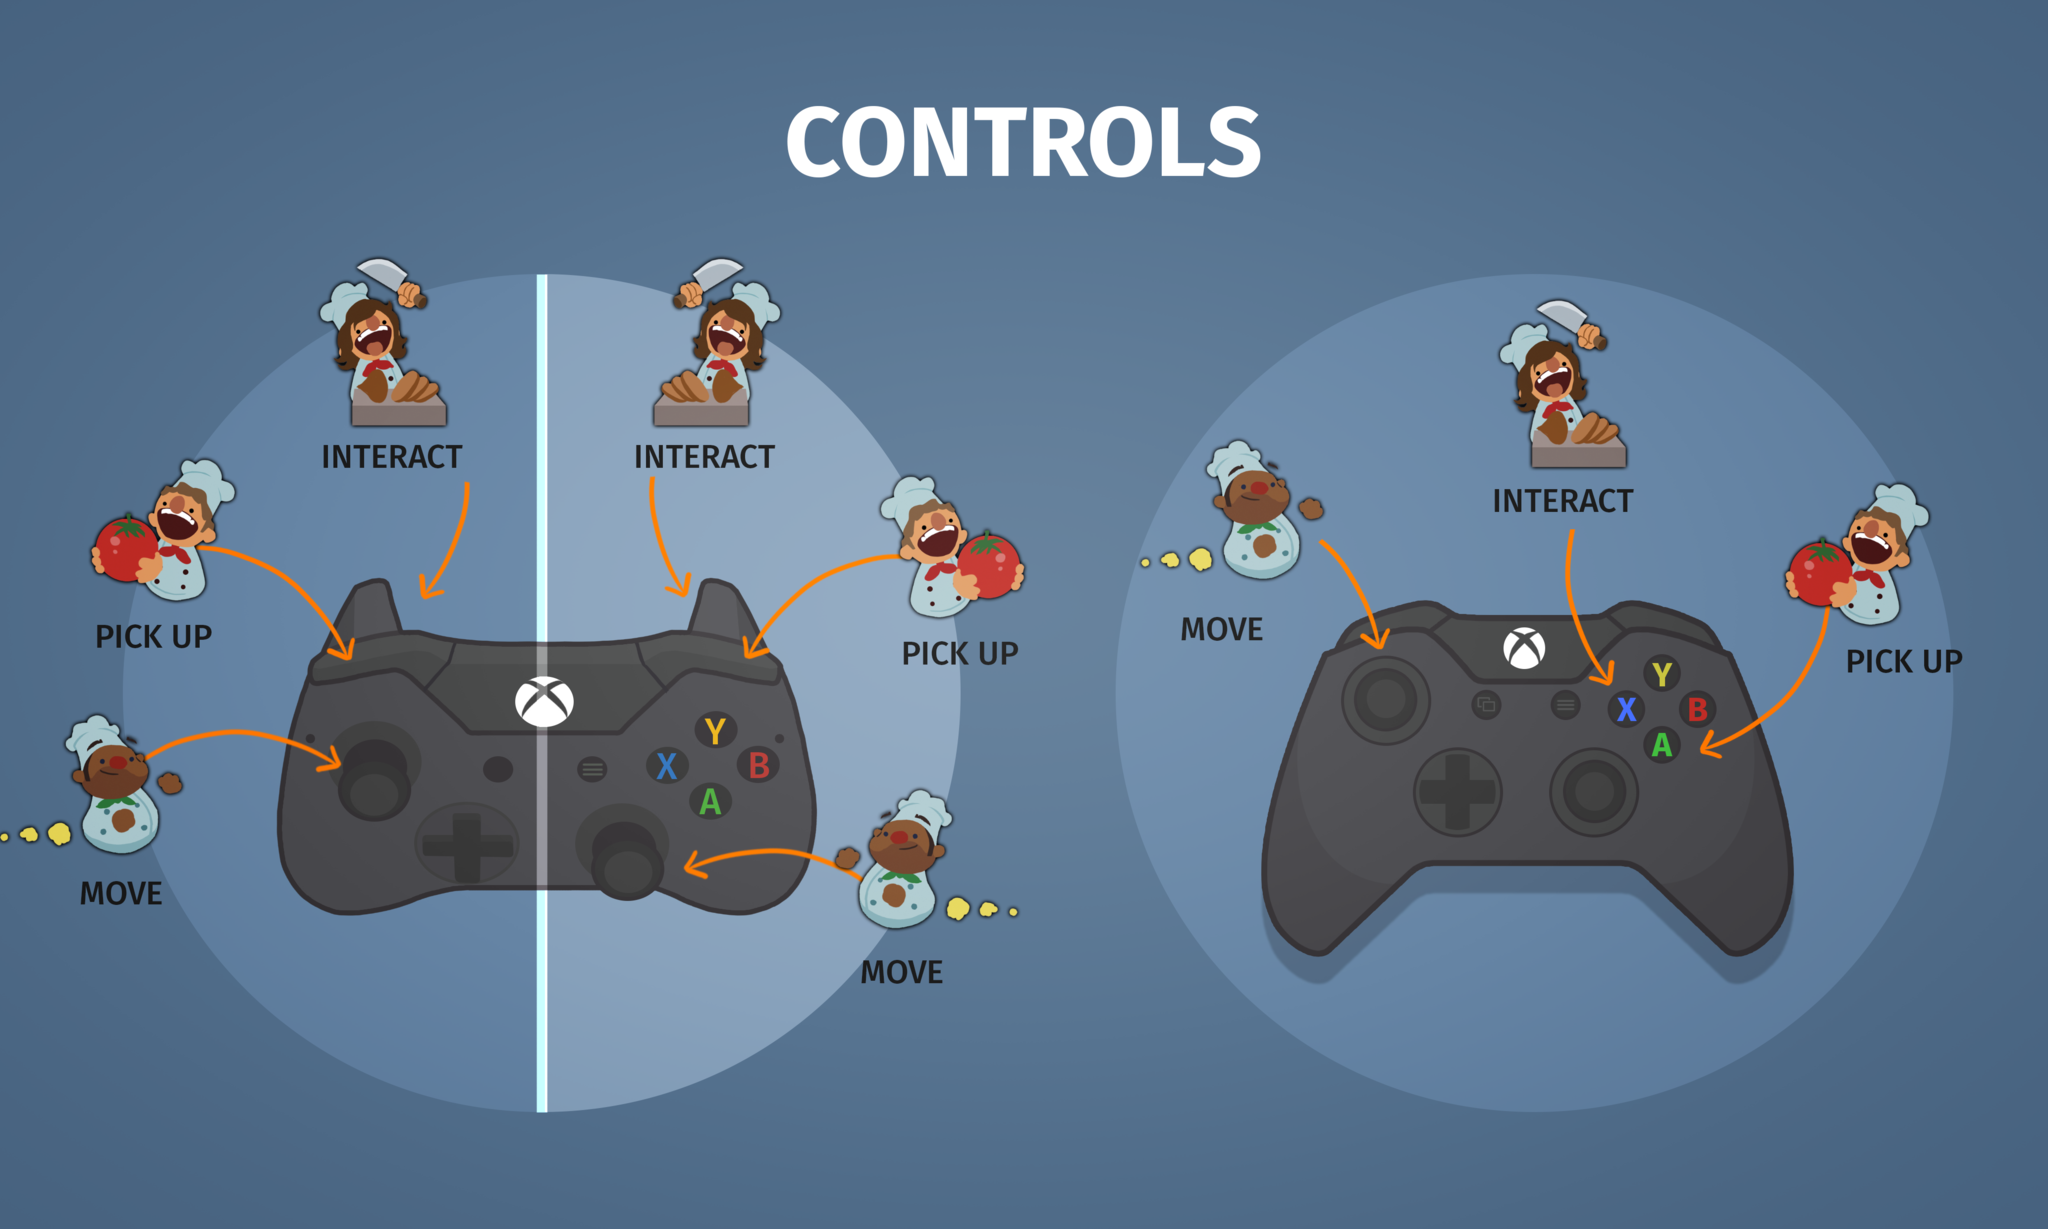 CONTROLS
INTERACT
INTERACT
PICK UP
PICK UP
MOVE
MOVE
Y
X
B
A
INTERACT
MOVE
PICK UP
Y
X
B
A